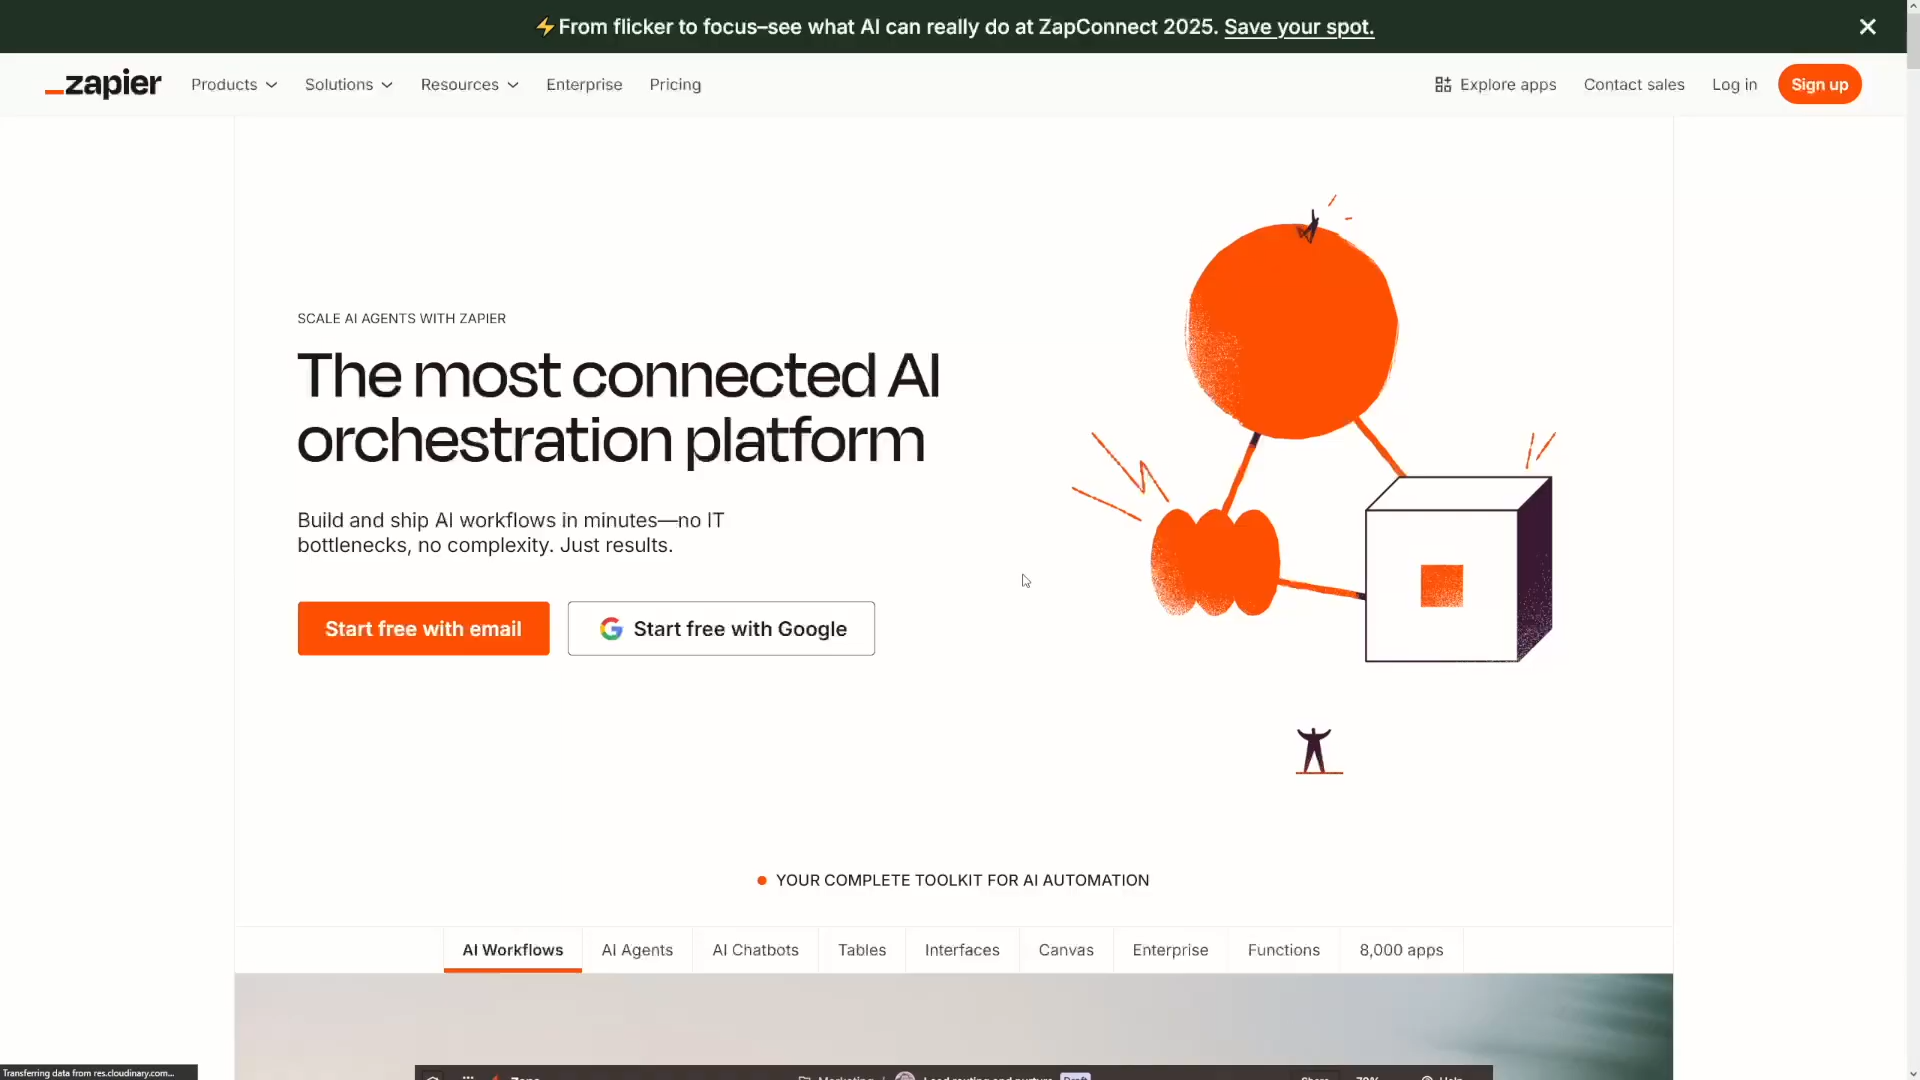 ⚡From flicker to focus–see what AI can really do at ZapConnect 2025. Save your spot.
zapier
Products
Solutions
Resources
Enterprise
Pricing
Explore apps
Contact sales
Log in
Sign up
SCALE AI AGENTS WITH ZAPIER
The most connected AI
orchestration platform
Build and ship AI workflows in minutes—no IT
bottlenecks, no complexity. Just results.
Start free with email
Start free with Google
YOUR COMPLETE TOOLKIT FOR AI AUTOMATION
AI Workflows
AI Agents
AI Chatbots
Tables
Interfaces
Canvas
Enterprise
Functions
8,000 apps
Transferring data from res.cloudinary.com...